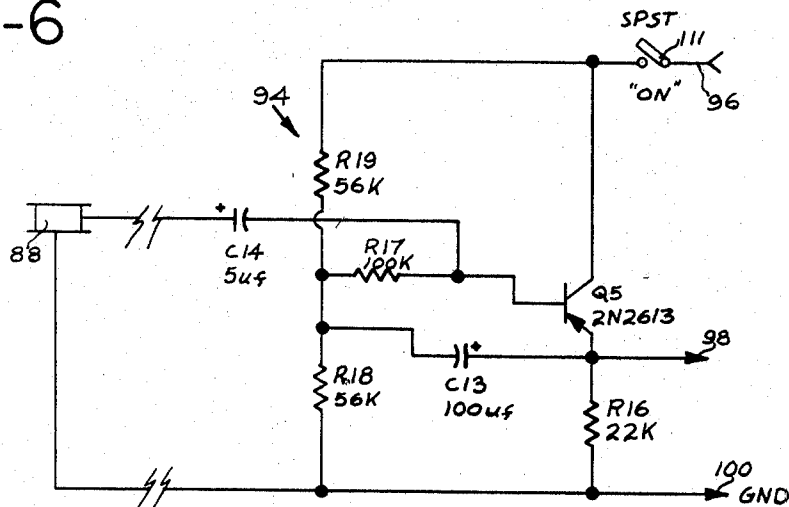 -6
SPST
111
"ON"
96
94
R19
56K
88
C14
5uf
R17
100K
Q5
2N2613
98
R18
56K
C13
100uf
R16
22K
100
GND
+
+